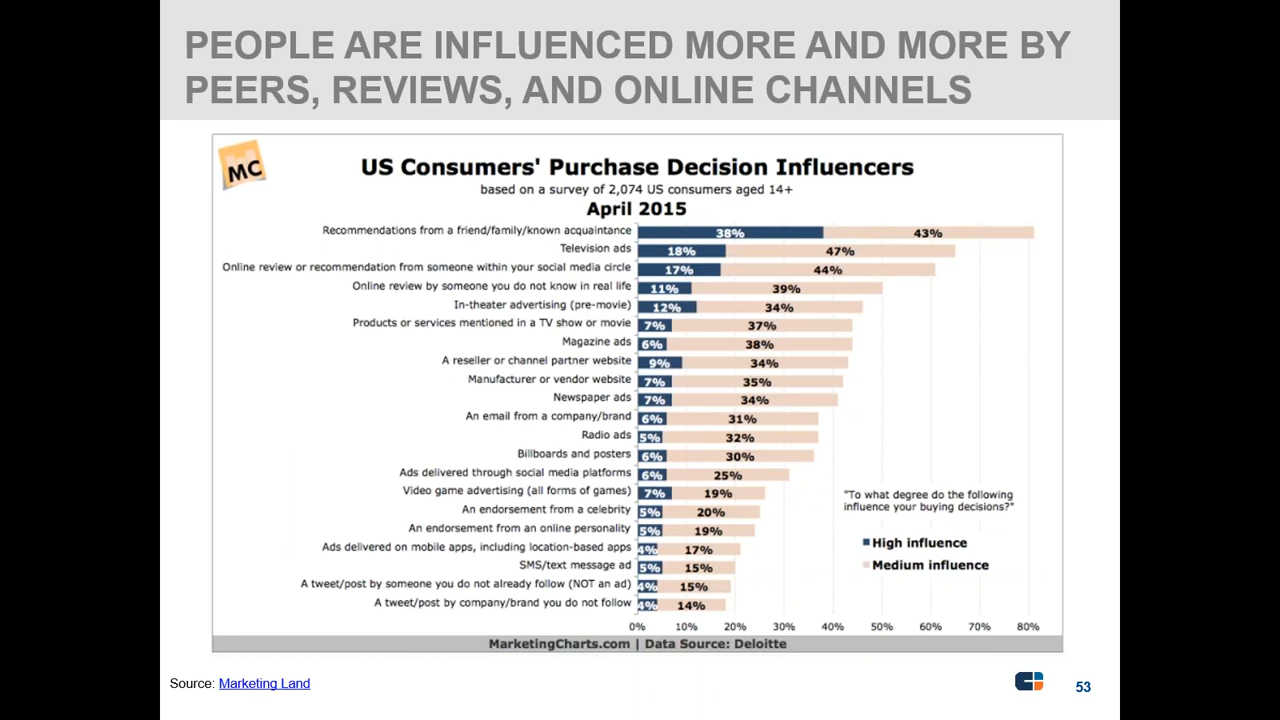 PEOPLE ARE INFLUENCED MORE AND MORE BY
PEERS, REVIEWS, AND ONLINE CHANNELS
MC
US Consumers' Purchase Decision Influencers
based on a survey of 2,074 US consumers aged 14+
April 2015
Recommendations from a friend/family/known acquaintance 38% 43%
Television ads 18% 47%
Online review or recommendation from someone within your social media circle 17% 44%
Online review by someone you do not know in real life 11% 39%
In-theater advertising (pre-movie) 12% 34%
Products or services mentioned in a TV show or movie 7% 37%
Magazine ads 6% 38%
A reseller or channel partner website 9% 34%
Manufacturer or vendor website 7% 35%
Newspaper ads 7% 34%
An email from a company/brand 6% 31%
Radio ads 5% 32%
Billboards and posters 6% 30%
Ads delivered through social media platforms 6% 25%
Video game advertising (all forms of games) 7% 19%
An endorsement from a celebrity 5% 20%
An endorsement from an online personality 5% 19%
Ads delivered on mobile apps, including location-based apps 4% 17%
SMS/text message ad 5% 15%
A tweet/post by someone you do not already follow (NOT an ad) 4% 15%
A tweet/post by company/brand you do not follow 4% 14%
"To what degree do the following
influence your buying decisions?"
High influence
Medium influence
0% 10% 20% 30% 40% 50% 60% 70% 80%
MarketingCharts.com | Data Source: Deloitte
Source: Marketing Land
53